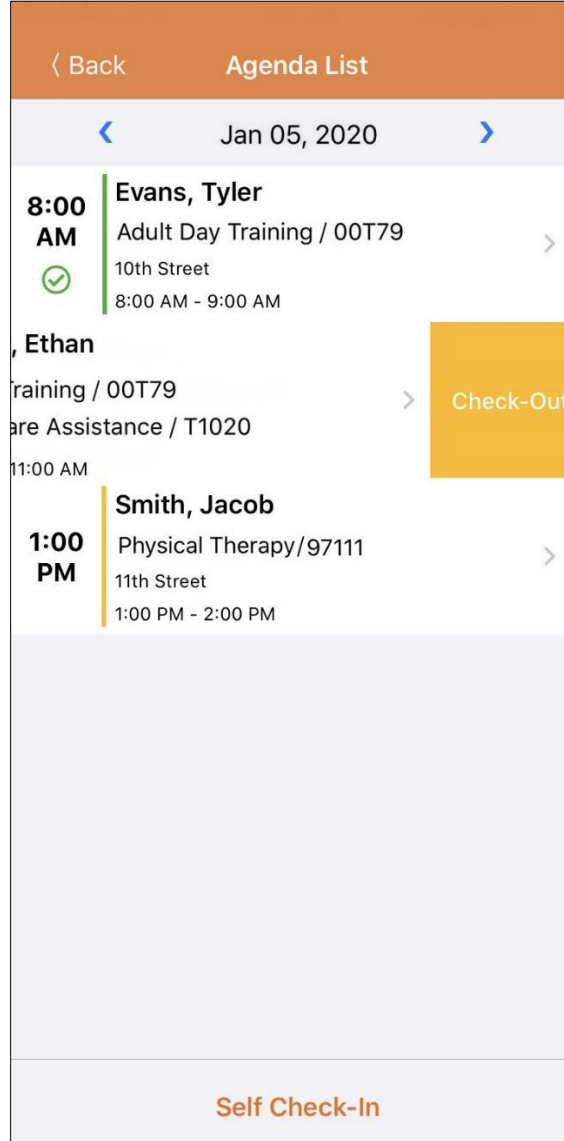 Back
Agenda List
Jan 05, 2020
8:00
AM
Evans, Tyler
Adult Day Training / 00T79
10th Street
8:00 AM - 9:00 AM
, Ethan
raining / 00T79
are Assistance / T1020
11:00 AM
Check-Out
1:00
PM
Smith, Jacob
Physical Therapy/97111
11th Street
1:00 PM - 2:00 PM
Self Check-In